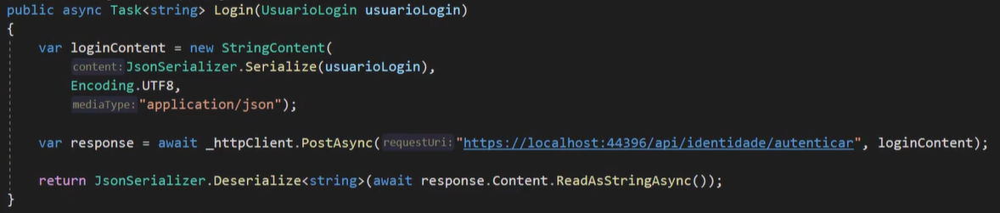 public async Task<string> Login(UsuarioLogin usuarioLogin)
{
    var loginContent = new StringContent(
        content: JsonSerializer.Serialize(usuarioLogin),
        Encoding.UTF8,
        mediaType: "application/json");
    var response = await _httpClient.PostAsync(requestUri: "https://localhost:44396/api/identidade/autenticar", loginContent);
    return JsonSerializer.Deserialize<string>(await response.Content.ReadAsStringAsync());
}